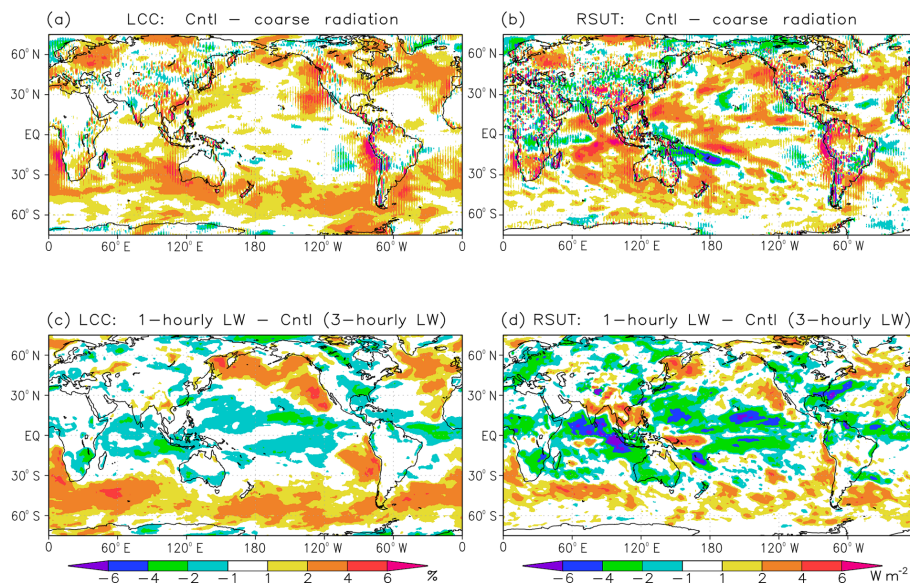 (a) LCC: Cntl – coarse radiation
(b) RSUT: Cntl – coarse radiation
60° N
30° N
EQ
30° S
60° S
0 60° E 120° E 180 120° W 60° W 0
60° N
30° N
EQ
30° S
60° S
0 60° E 120° E 180 120° W 60° W
(c) LCC: 1-hourly LW – Cntl (3-hourly LW)
(d) RSUT: 1-hourly LW – Cntl (3-hourly LW)
60° N
30° N
EQ
30° S
60° S
0 60° E 120° E 180 120° W 60° W 0
60° N
30° N
EQ
30° S
60° S
0 60° E 120° E 180 120° W 60° W
-6 -4 -2 -1 1 2 4 6 %
-6 -4 -2 -1 1 2 4 6 W m-2